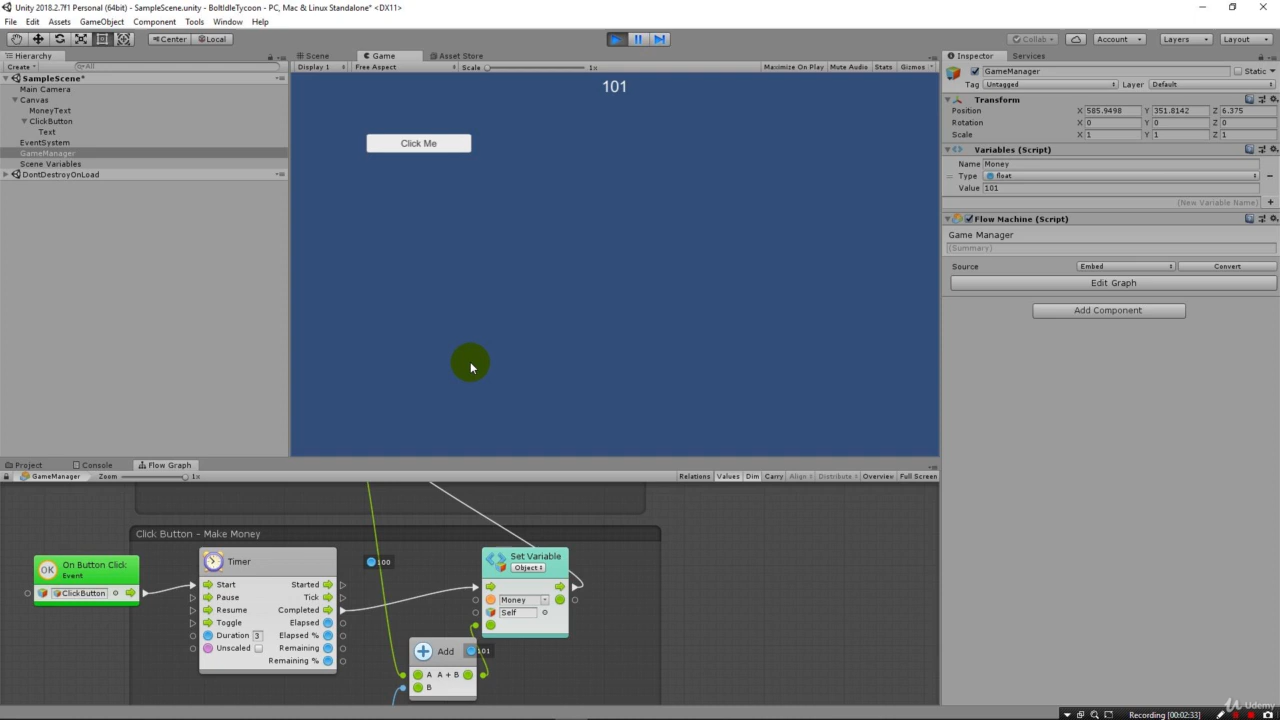 Unity 2018.2.7f1 Personal (64bit) - SampleScene.unity - BoltIdleTycoon - PC, Mac & Linux Standalone* <DX11>
File Edit Assets GameObject Component Tools Window Help
Center Local Collab Account Layers Layout
Hierarchy Scene Game Asset Store Inspector Services
Create All Display 1 Free Aspect Scale 1x Maximize On Play Mute Audio Stats Gizmos
GameManager Static
Tag Untagged Layer Default
SampleScene*
Main Camera
Canvas
MoneyText
ClickButton
Text
EventSystem
GameManager
Scene Variables
DontDestroyOnLoad
101
Click Me
Transform
Position X 585.9498 Y 351.8142 Z 6.375
Rotation X 0 Y 0 Z 0
Scale X 1 Y 1 Z 1
Variables (Script)
Name Money
Type float
Value 101
(New Variable Name)
Flow Machine (Script)
Game Manager
(Summary)
Source Embed Convert
Edit Graph
Add Component
Project Console Flow Graph
GameManager Zoom 1x Relations Values Dim Carry Align Distribute Overview Full Screen
Click Button - Make Money
On Button Click
Event
ClickButton
Timer
Start Started
Pause Tick
Resume Completed
Toggle Elapsed
Duration 3 Elapsed %
Unscaled Remaining
Remaining %
100
Set Variable
Object
Money
Self
Add 101
A A + B
B
Udemy
Recording [00:02:33]